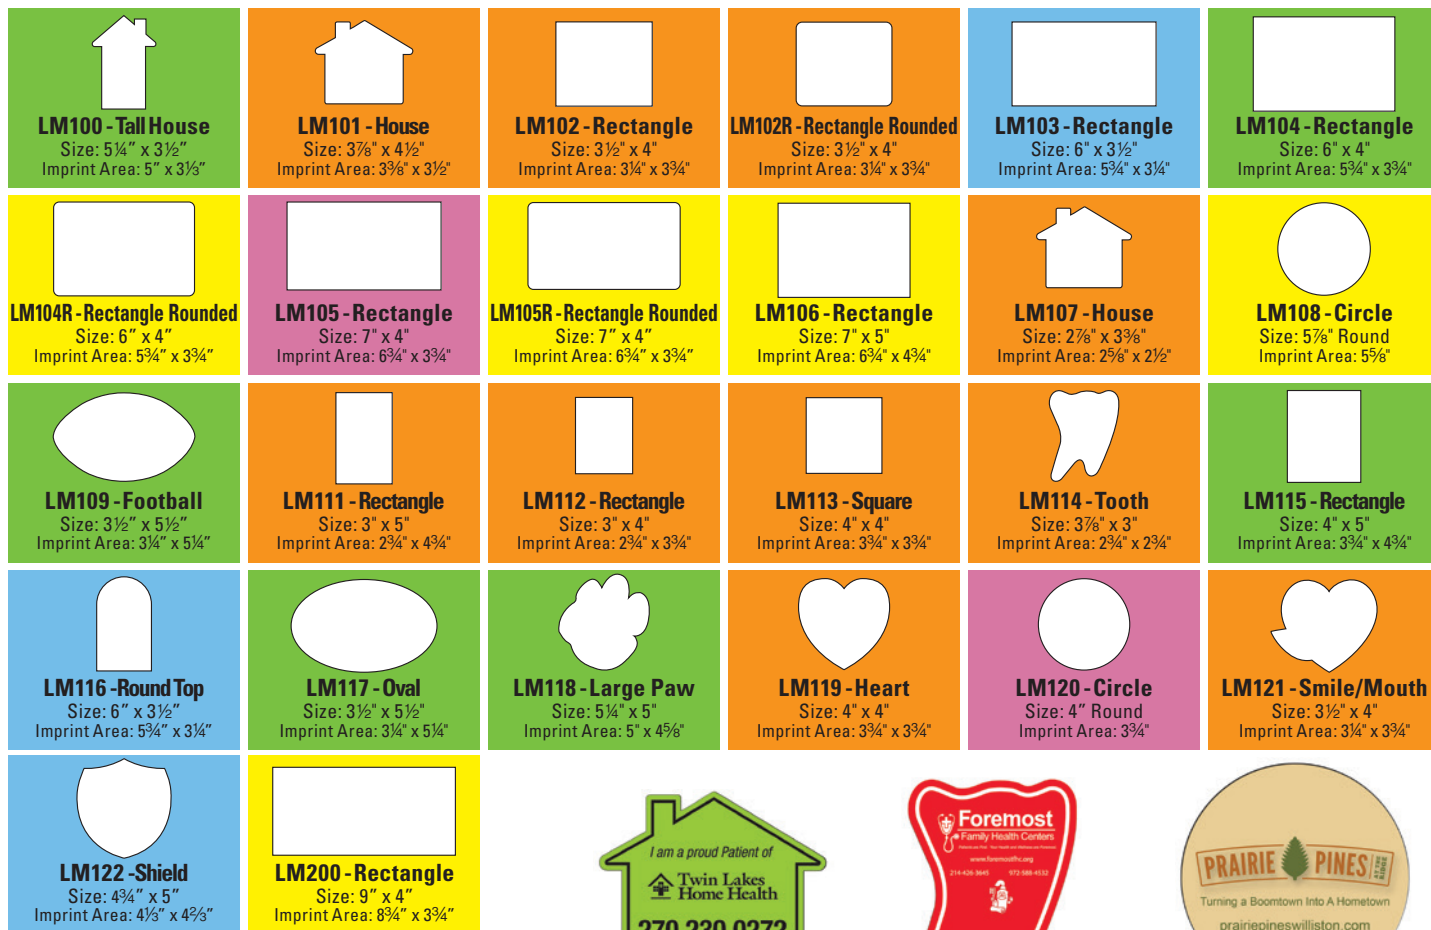 LM100 - Tall House
Size: 5¼” x 3½”
Imprint Area: 5” x 3⅓”
LM101 - House
Size: 3⅞" x 4½"
Imprint Area: 3⅜" x 3½"
LM102 - Rectangle
Size: 3½" x 4"
Imprint Area: 3¼" x 3¾"
LM102R - Rectangle Rounded
Size: 3½" x 4"
Imprint Area: 3¼" x 3¾"
LM103 - Rectangle
Size: 6" x 3½"
Imprint Area: 5¾" x 3¼"
LM104 - Rectangle
Size: 6" x 4"
Imprint Area: 5¾" x 3¾"
LM104R - Rectangle Rounded
Size: 6” x 4”
Imprint Area: 5¾” x 3¾”
LM105 - Rectangle
Size: 7" x 4"
Imprint Area: 6¾" x 3¾"
LM105R - Rectangle Rounded
Size: 7” x 4”
Imprint Area: 6¾” x 3¾”
LM106 - Rectangle
Size: 7" x 5"
Imprint Area: 6¾" x 4¾"
LM107 - House
Size: 2⅞" x 3⅜"
Imprint Area: 2⅝" x 2½"
LM108 - Circle
Size: 5⅞" Round
Imprint Area: 5⅝"
LM109 - Football
Size: 3½” x 5½”
Imprint Area: 3¼” x 5¼”
LM111 - Rectangle
Size: 3" x 5"
Imprint Area: 2¾" x 4¾"
LM112 - Rectangle
Size: 3" x 4"
Imprint Area: 2¾" x 3¾"
LM113 - Square
Size: 4" x 4"
Imprint Area: 3¾" x 3¾"
LM114 - Tooth
Size: 3⅞" x 3"
Imprint Area: 2¾" x 2¾"
LM115 - Rectangle
Size: 4" x 5"
Imprint Area: 3¾" x 4¾"
LM116 - Round Top
Size: 6” x 3½”
Imprint Area: 5¾” x 3¼”
LM117 - Oval
Size: 3½" x 5½"
Imprint Area: 3¼" x 5¼"
LM118 - Large Paw
Size: 5¼" x 5"
Imprint Area: 5" x 4⅝"
LM119 - Heart
Size: 4" x 4"
Imprint Area: 3¾" x 3¾"
LM120 - Circle
Size: 4” Round
Imprint Area: 3¾"
LM121 - Smile/Mouth
Size: 3½" x 4"
Imprint Area: 3¼" x 3¾"
LM122 - Shield
Size: 4¾” x 5”
Imprint Area: 4⅓” x 4⅔”
LM200 - Rectangle
Size: 9” x 4”
Imprint Area: 8¾” x 3¾”
I am a proud Patient of
Twin Lakes
Home Health
270.230.0272
Foremost
Family Health Centers
www.foremostfhc.org
214-426-3645 972-588-4532
PRAIRIE PINES AT THE RIDGE
Turning a Boomtown Into A Hometown
prairiepineswilliston.com